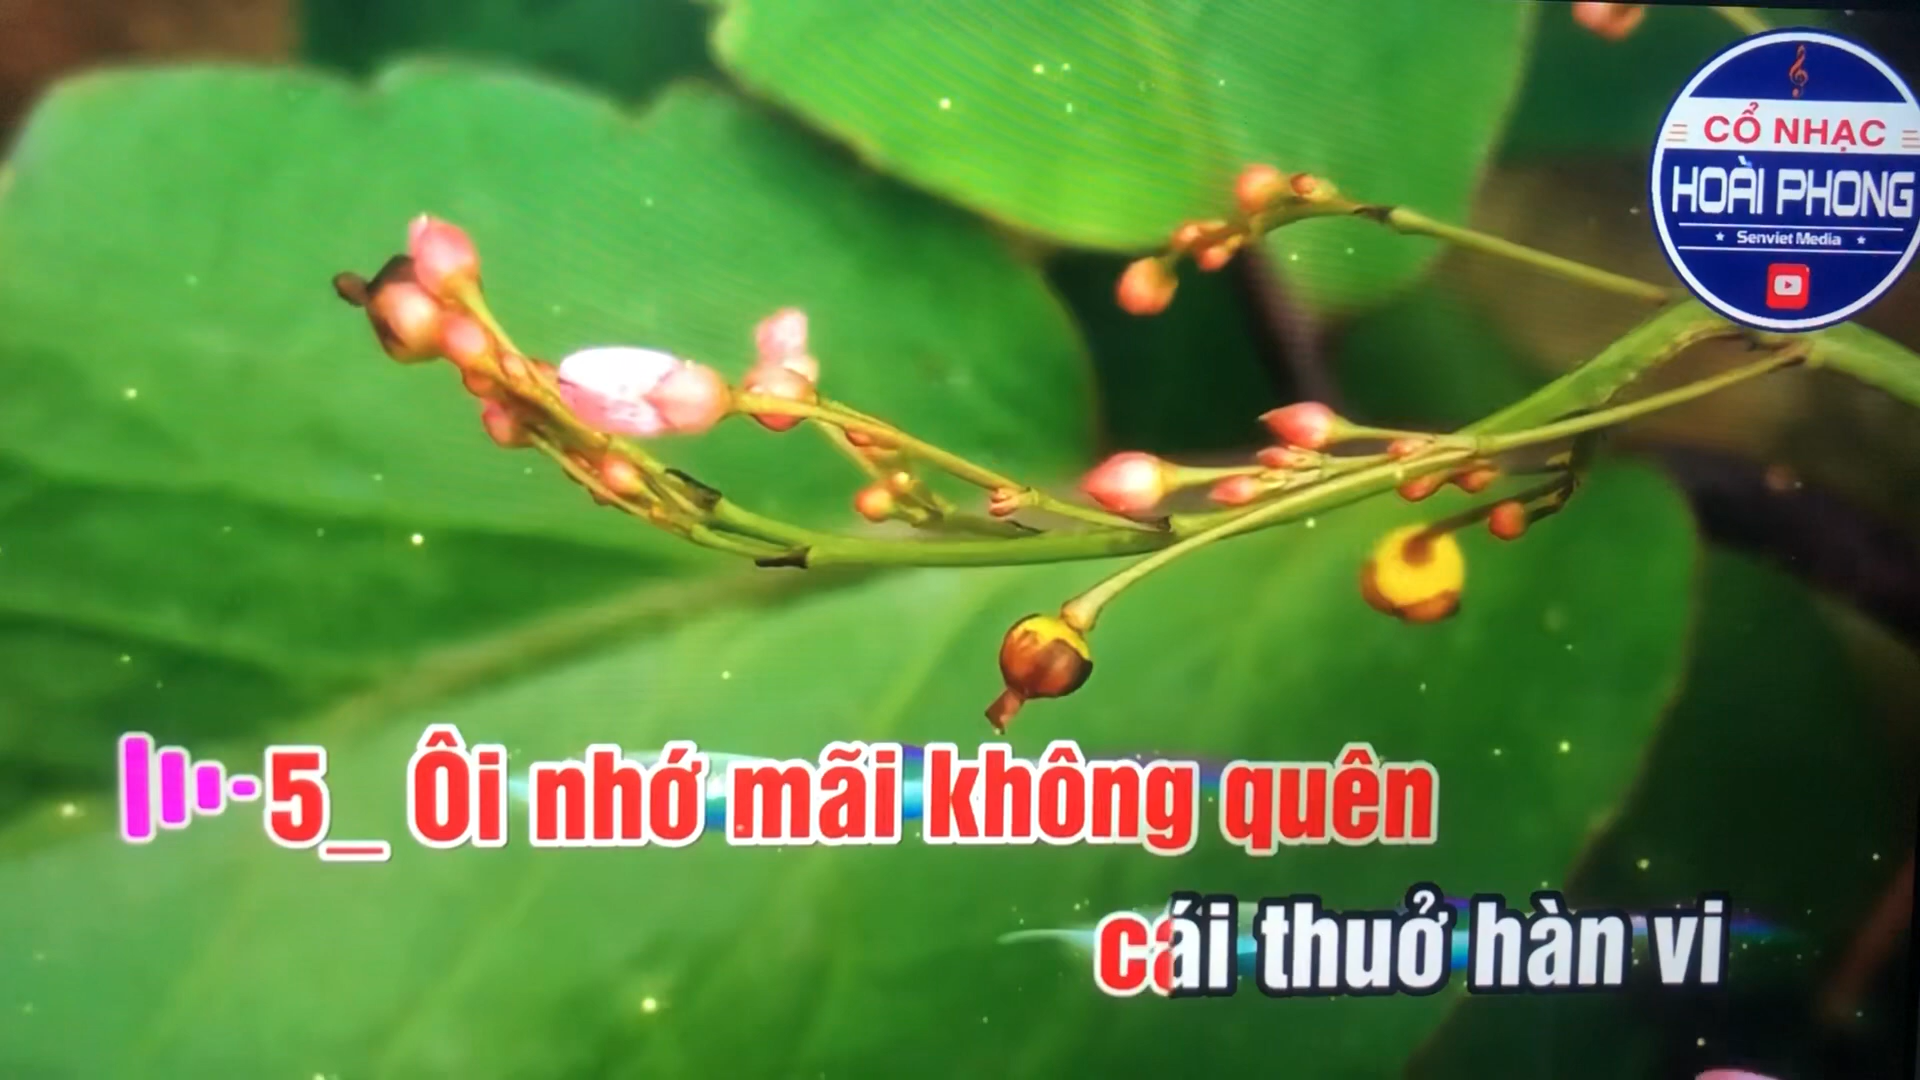 CỔ NHẠC
HOÀI PHONG
Senviet Media
5_ Ôi nhớ mãi không quên
cái thuở hàn vi